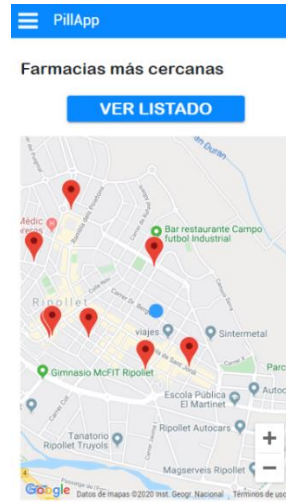 PillApp
Farmacias más cercanas
VER LISTADO
Bar restaurante Campo
futbol Industrial
Ripollet
viajes
Sintermetal
Gimnasio McFIT Ripollet
Escola Pública
El Martinet
Tanatorio
Ripollet Truyols
Ripollet Autocars
Magserveis Ripollet
+
−
Google
Datos de mapas ©2020 Inst. Geogr. Nacional
Términos de uso